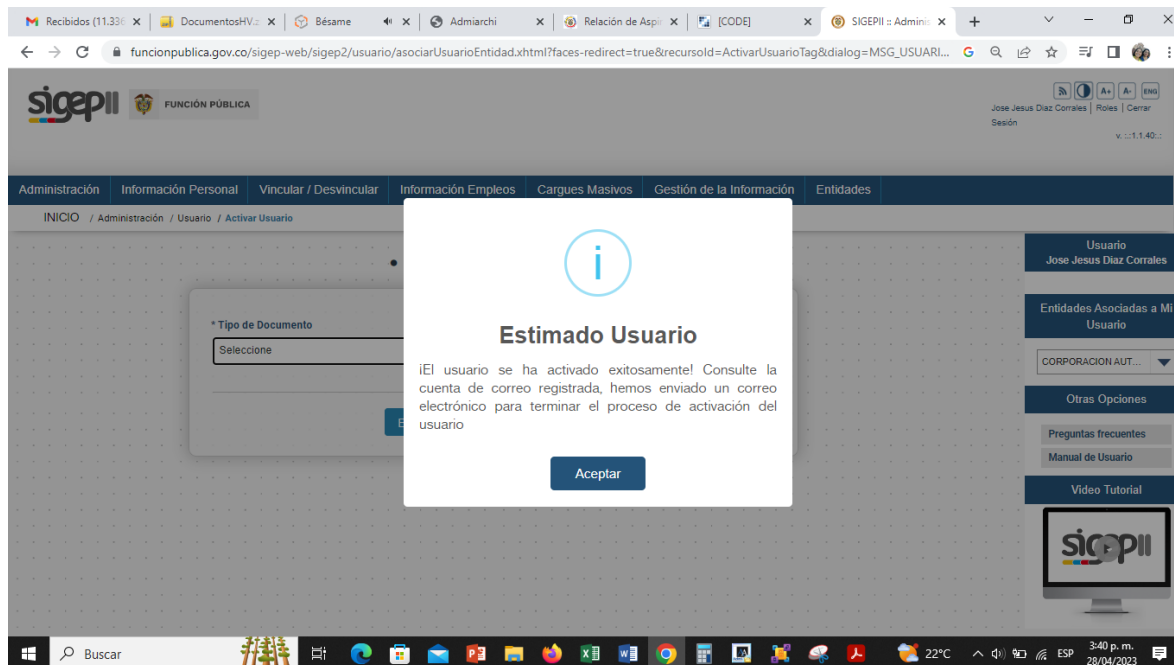 Recibidos (11.336
DocumentosHV.:
Bésame
Admiarchi
Relación de Aspir
[CODE]
SIGEPII :: Adminis
funcionpublica.gov.co/sigep-web/sigep2/usuario/asociarUsuarioEntidad.xhtml?faces-redirect=true&recursoId=ActivarUsuarioTag&dialog=MSG_USUARI...
sigepII
FUNCIÓN PÚBLICA
A+ A- ENG
Jose Jesus Diaz Corrales | Roles | Cerrar
Sesión
v. :.:1.1.40:.:
Administración Información Personal Vincular / Desvincular Información Empleos Cargues Masivos Gestión de la Información Entidades
INICIO / Administración / Usuario / Activar Usuario
* Tipo de Documento
Seleccione
Estimado Usuario
¡El usuario se ha activado exitosamente! Consulte la
cuenta de correo registrada, hemos enviado un correo
electrónico para terminar el proceso de activación del
usuario
Aceptar
Usuario
Jose Jesus Diaz Corrales
Entidades Asociadas a Mi
Usuario
CORPORACION AUT...
Otras Opciones
Preguntas frecuentes
Manual de Usuario
Video Tutorial
sigepII
Buscar
22°C
ESP
3:40 p. m.
28/04/2023